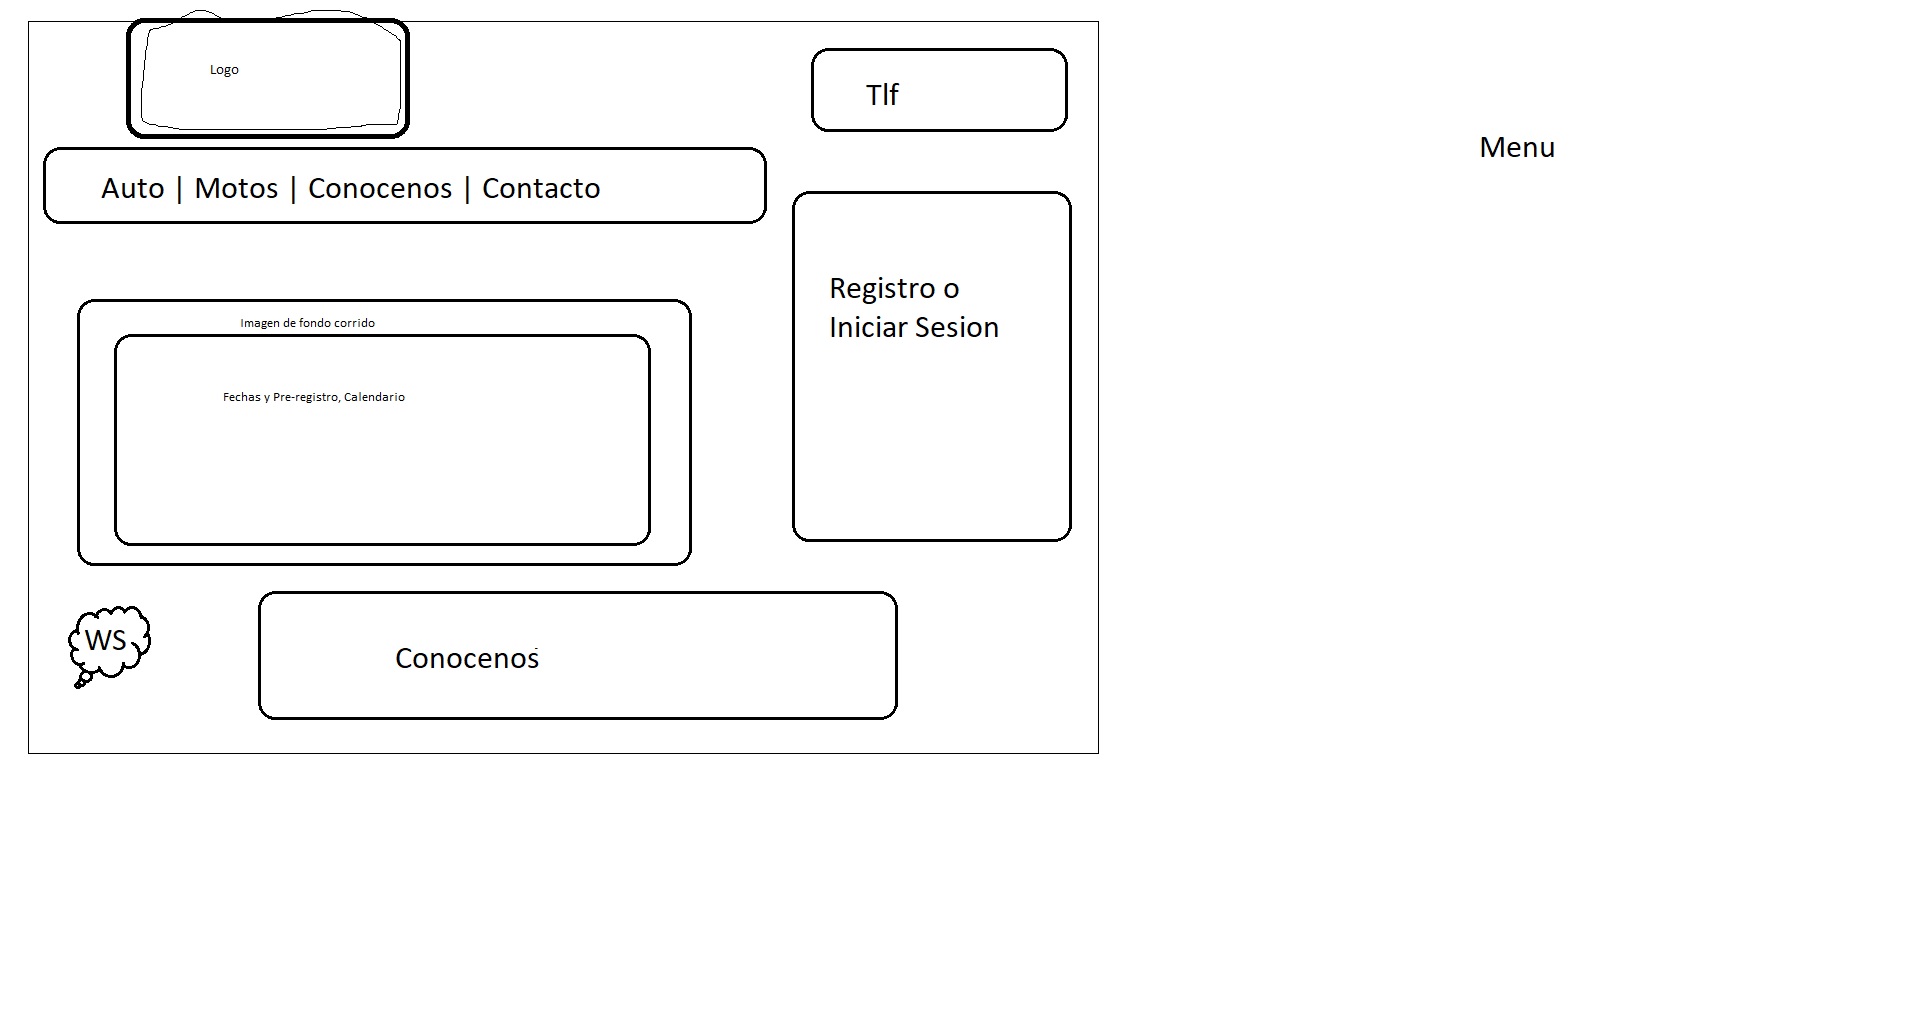 Logo
Tlf
Menu
Auto | Motos | Conocenos | Contacto
Registro o
Iniciar Sesion
Imagen de fondo corrido
Fechas y Pre-registro, Calendario
WS
Conocenos